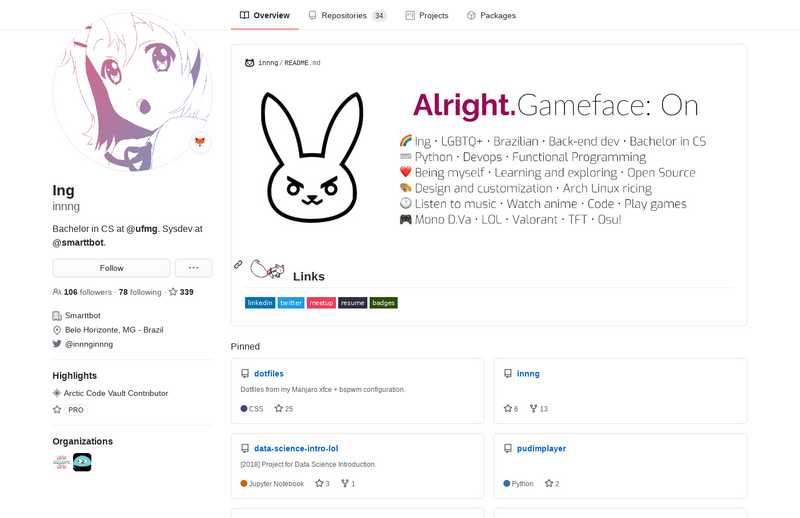 Overview
Repositories 34
Projects
Packages
Ing
innng
Bachelor in CS at @ufmg. Sysdev at
@smarttbot.
Follow
106 followers · 78 following · 339
Smarttbot
Belo Horizonte, MG - Brazil
@innnginnng
Highlights
Arctic Code Vault Contributor
PRO
Organizations
innng / README.md
Alright.Gameface: On
Ing • LGBTQ+ • Brazilian • Back-end dev • Bachelor in CS
Python • Devops • Functional Programming
Being myself • Learning and exploring • Open Source
Design and customization • Arch Linux ricing
Listen to music • Watch anime • Code • Play games
Mono D.Va • LOL • Valorant • TFT • Osu!
Links
linkedin twitter meetup resume badges
Pinned
dotfiles
Dotfiles from my Manjaro xfce + bspwm configuration.
CSS 25
innng
6 13
data-science-intro-lol
[2018] Project for Data Science Introduction.
Jupyter Notebook 3 1
pudimplayer
Python 2